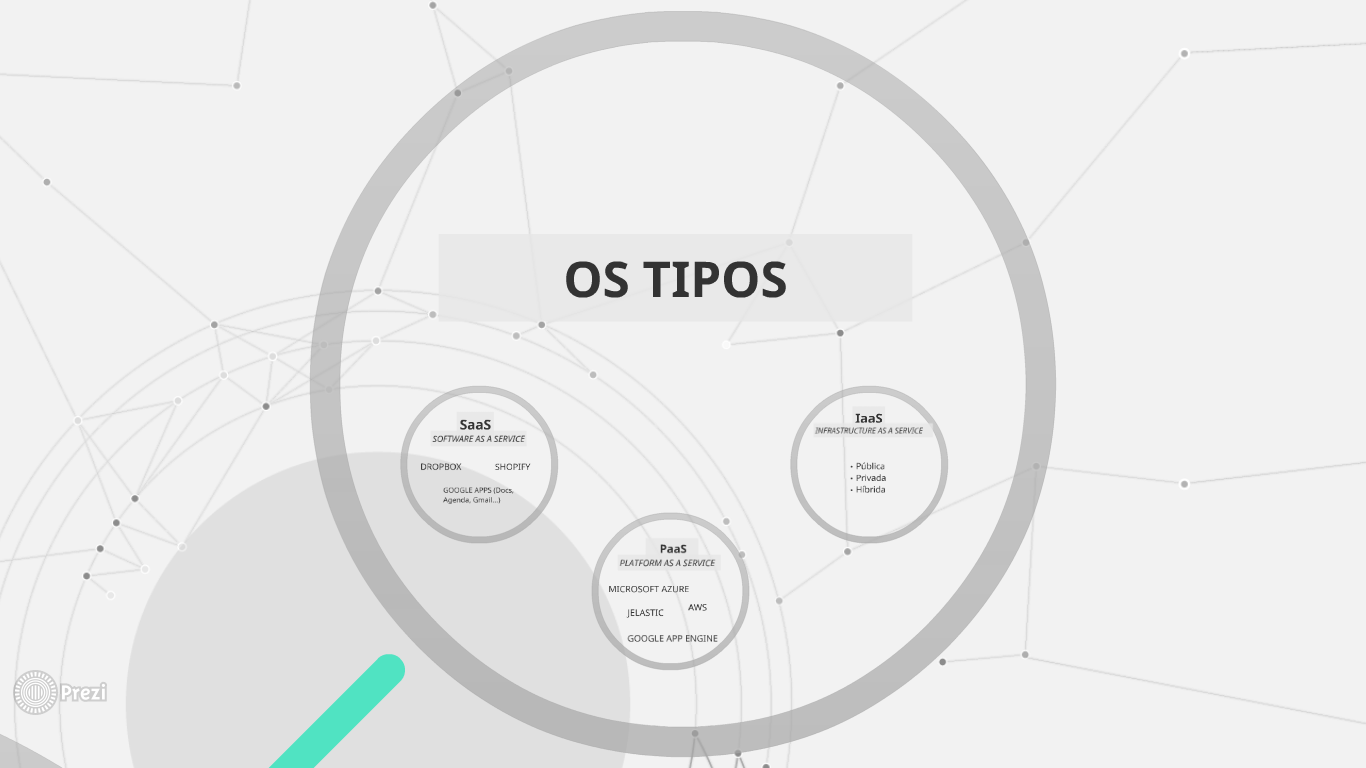 OS TIPOS
SaaS
SOFTWARE AS A SERVICE
DROPBOX
SHOPIFY
GOOGLE APPS (Docs,
Agenda, Gmail...)
PaaS
PLATFORM AS A SERVICE
MICROSOFT AZURE
AWS
JELASTIC
GOOGLE APP ENGINE
IaaS
INFRASTRUCTURE AS A SERVICE
• Pública
• Privada
• Híbrida
Prezi